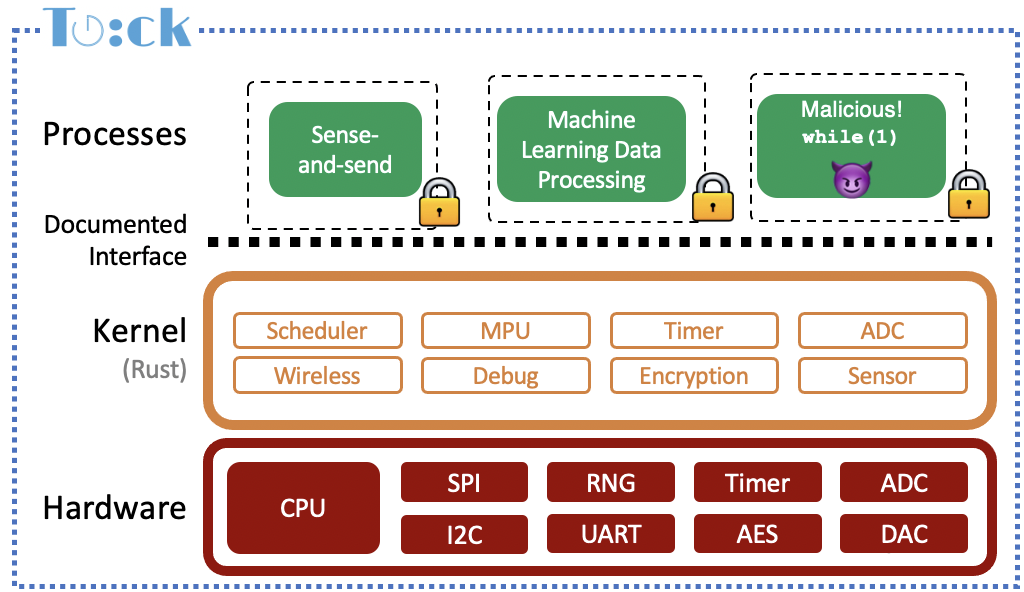 Tock
Processes
Sense-
and-send
Machine
Learning Data
Processing
Malicious!
while(1)
Documented
Interface
Kernel
(Rust)
Scheduler
MPU
Timer
ADC
Wireless
Debug
Encryption
Sensor
Hardware
CPU
SPI
RNG
Timer
ADC
I2C
UART
AES
DAC